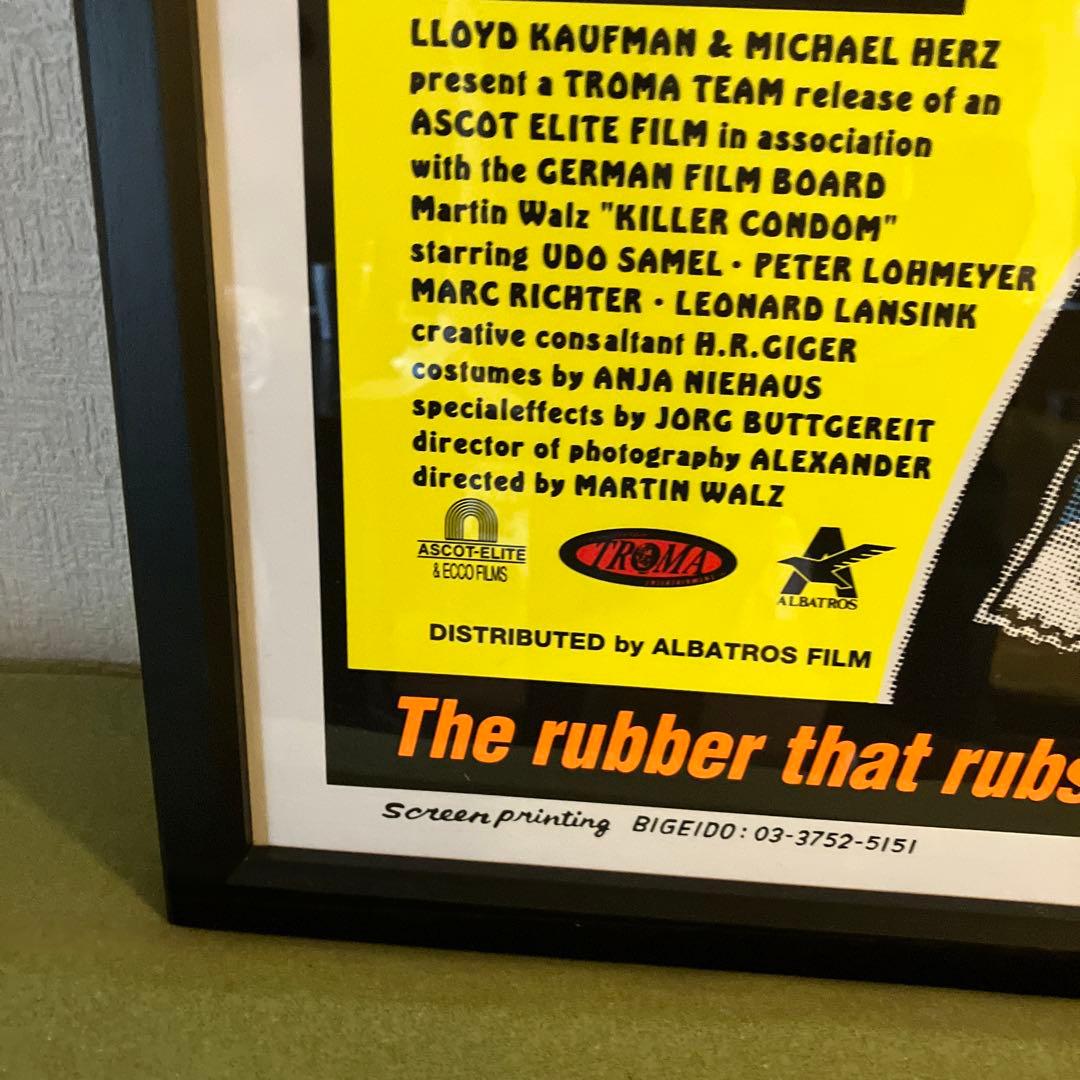 LLOYD KAUFMAN & MICHAEL HERZ
present a TROMA TEAM release of an
ASCOT ELITE FILM in association
with the GERMAN FILM BOARD
Martin Walz "KILLER CONDOM"
starring UDO SAMEL · PETER LOHMEYER
MARC RICHTER · LEONARD LANSINK
creative consaltant H.R.GIGER
costumes by ANJA NIEHAUS
specialeffects by JORG BUTTGEREIT
director of photography ALEXANDER
directed by MARTIN WALZ
ASCOT-ELITE
& ECCO FILMS
TROMA
ENTERTAINMENT
ALBATROS
DISTRIBUTED by ALBATROS FILM
The rubber that rubs
Screen printing BIGEIDO: 03-3752-5151